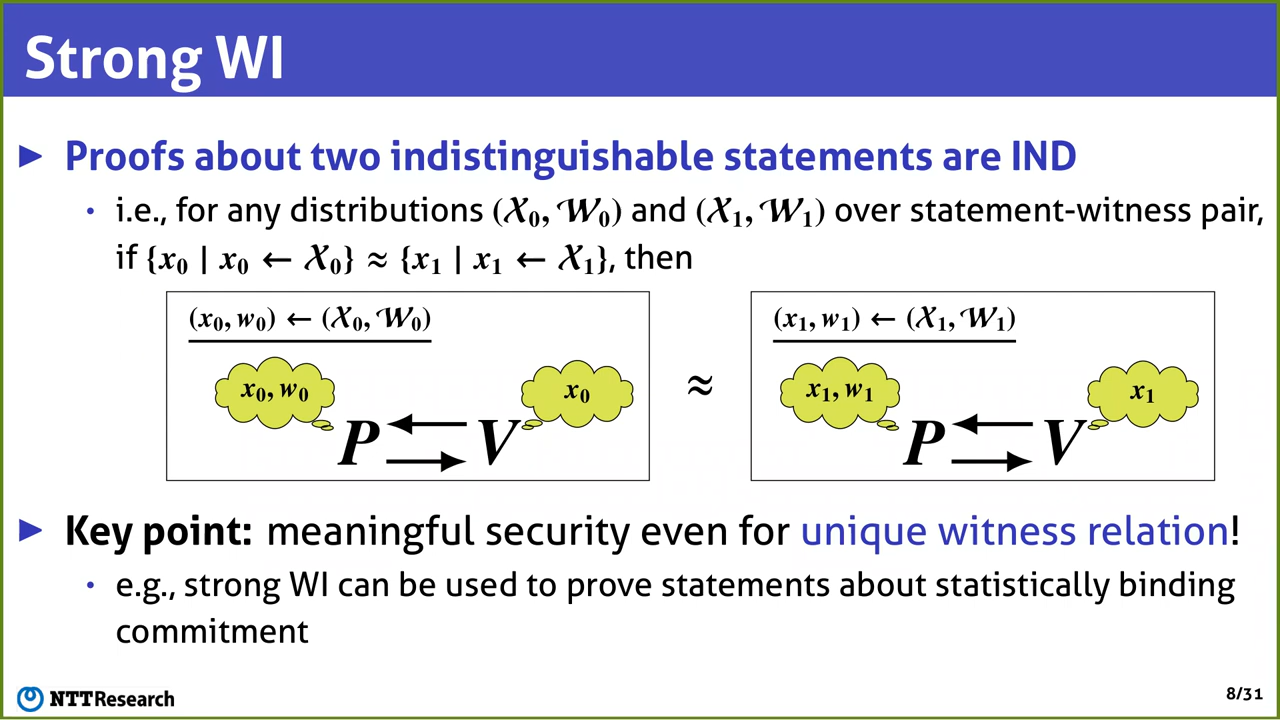 Strong WI
▶ Proofs about two indistinguishable statements are IND
• i.e., for any distributions (𝒳₀, 𝒲₀) and (𝒳₁, 𝒲₁) over statement-witness pair,
if {x₀ | x₀ ← 𝒳₀} ≈ {x₁ | x₁ ← 𝒳₁}, then
(x₀, w₀) ← (𝒳₀, 𝒲₀)
x₀, w₀
x₀
P V
≈
(x₁, w₁) ← (𝒳₁, 𝒲₁)
x₁, w₁
x₁
P V
▶ Key point: meaningful security even for unique witness relation!
• e.g., strong WI can be used to prove statements about statistically binding
commitment
NTT Research
8/31